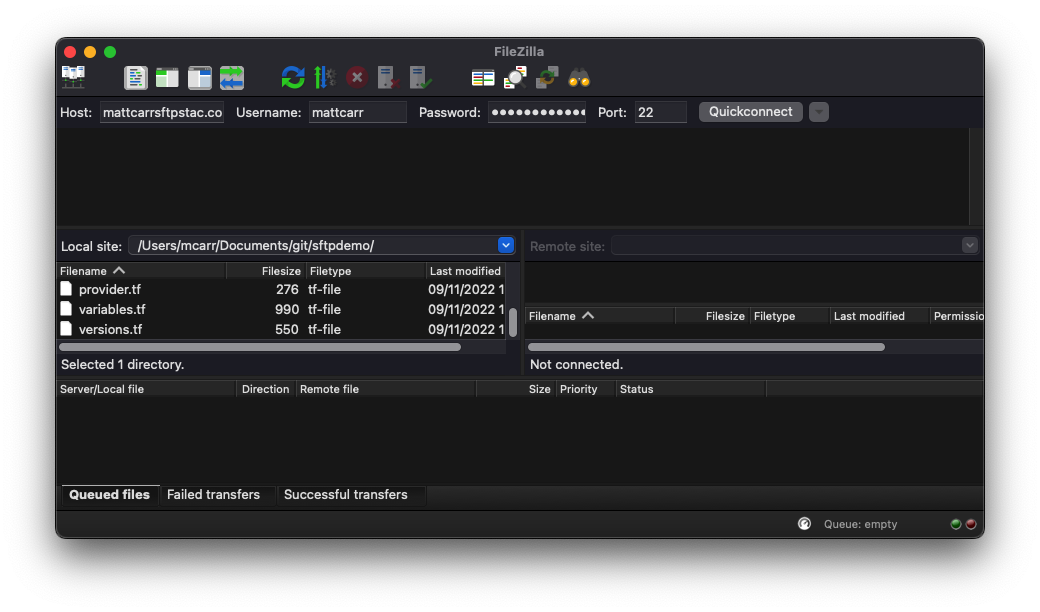 FileZilla
Host: mattcarrsftpstac.co Username: mattcarr Password: ●●●●●●●●●●●● Port: 22 Quickconnect
Local site: /Users/mcarr/Documents/git/sftpdemo/
Remote site:
Filename Filesize Filetype Last modified
provider.tf 276 tf-file 09/11/2022 1
variables.tf 990 tf-file 09/11/2022 1
versions.tf 550 tf-file 09/11/2022 1
Selected 1 directory.
Filename Filesize Filetype Last modified Permissio
Not connected.
Server/Local file Direction Remote file Size Priority Status
Queued files Failed transfers Successful transfers
Queue: empty